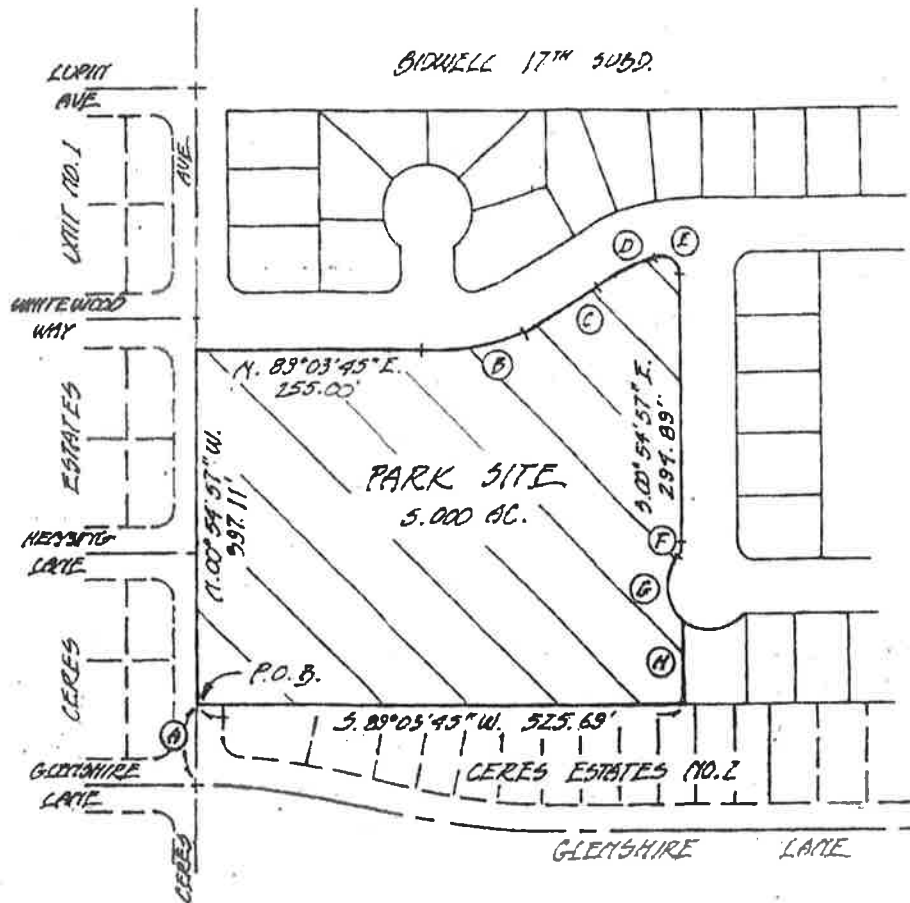 BIDWELL 17TH SUBD.
LUPIN
AVE
AVE
UNIT NO. 1
WHITEWOOD
WAY
D
E
C
B
N. 89°03'45" E.
255.00'
S.00°54'57" E.
294.89'
ESTATES
N.00°54'57" W.
397.11'
PARK SITE
5.000 AC.
F
LANE
G
CERES
P.O.B.
H
A
S.89°03'45" W. 525.69'
GLENSHIRE
LANE
CERES ESTATES NO. 2
CERES
GLENSHIRE LANE